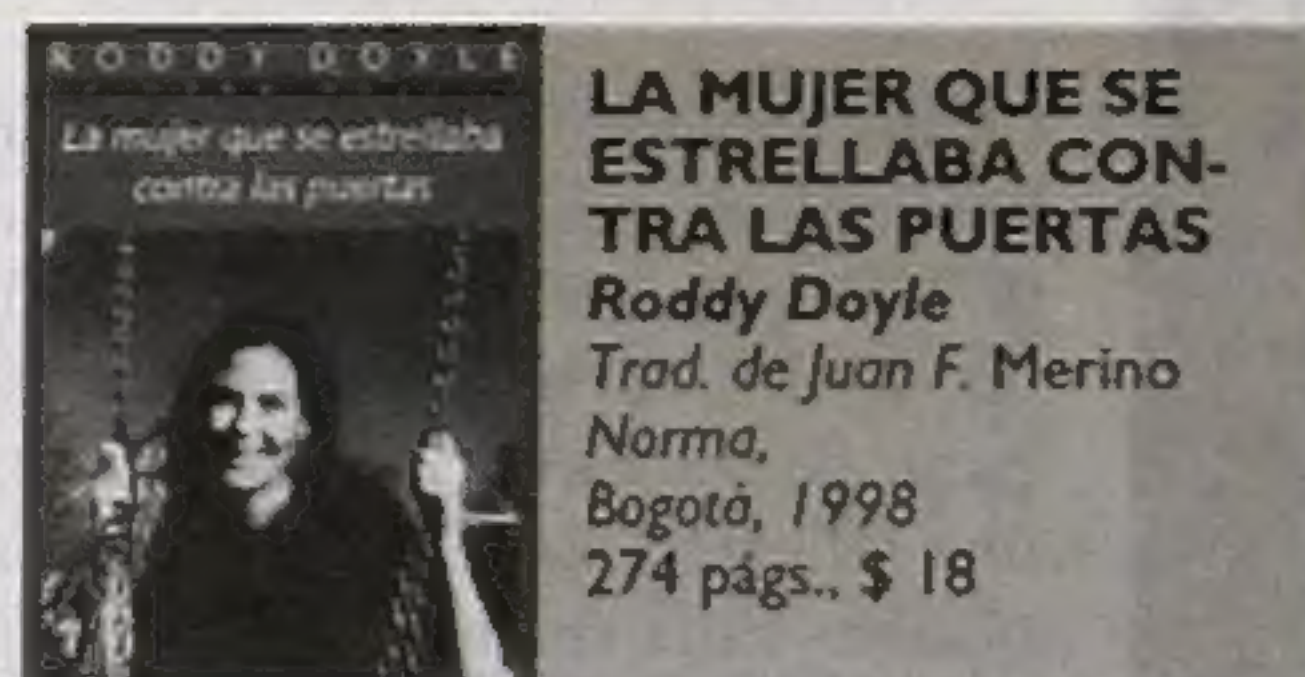 RODDY DOYLE
La mujer que se estrellaba
contra las puertas
LA MUJER QUE SE
ESTRELLABA CON-
TRA LAS PUERTAS
Roddy Doyle
Trad. de Juan F. Merino
Norma,
Bogotá, 1998
274 págs., $ 18